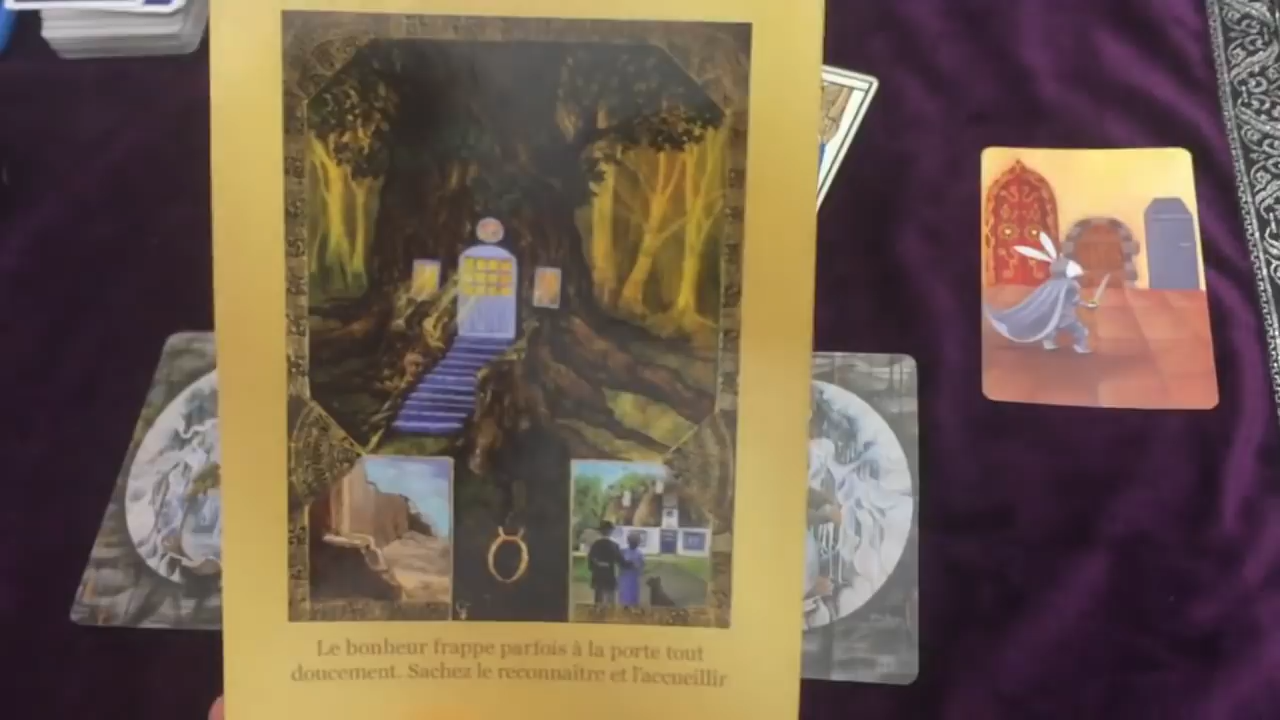 Le bonheur frappe parfois à la porte tout
doucement. Sachez le reconnaître et l'accueillir